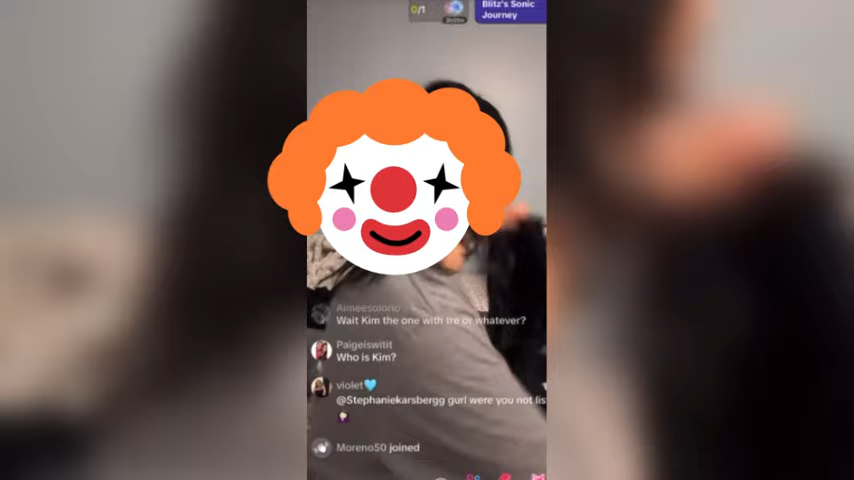 0/1
Blitz's Sonic
Journey
Aimeesolorio
Wait Kim the one with tre or whatever?
Paigeiswitit
Who is Kim?
violet🩵
@Stephaniekarsbergg gurl were you not lis
Moreno50 joined